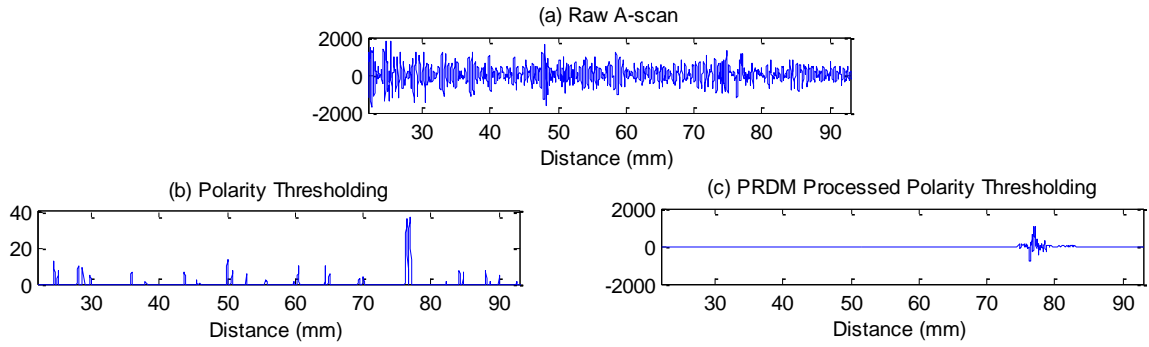 (a) Raw A-scan
2000
0
-2000
30 40 50 60 70 80 90
Distance (mm)
(b) Polarity Thresholding
40
20
0
30 40 50 60 70 80 90
Distance (mm)
(c) PRDM Processed Polarity Thresholding
2000
0
-2000
30 40 50 60 70 80 90
Distance (mm)